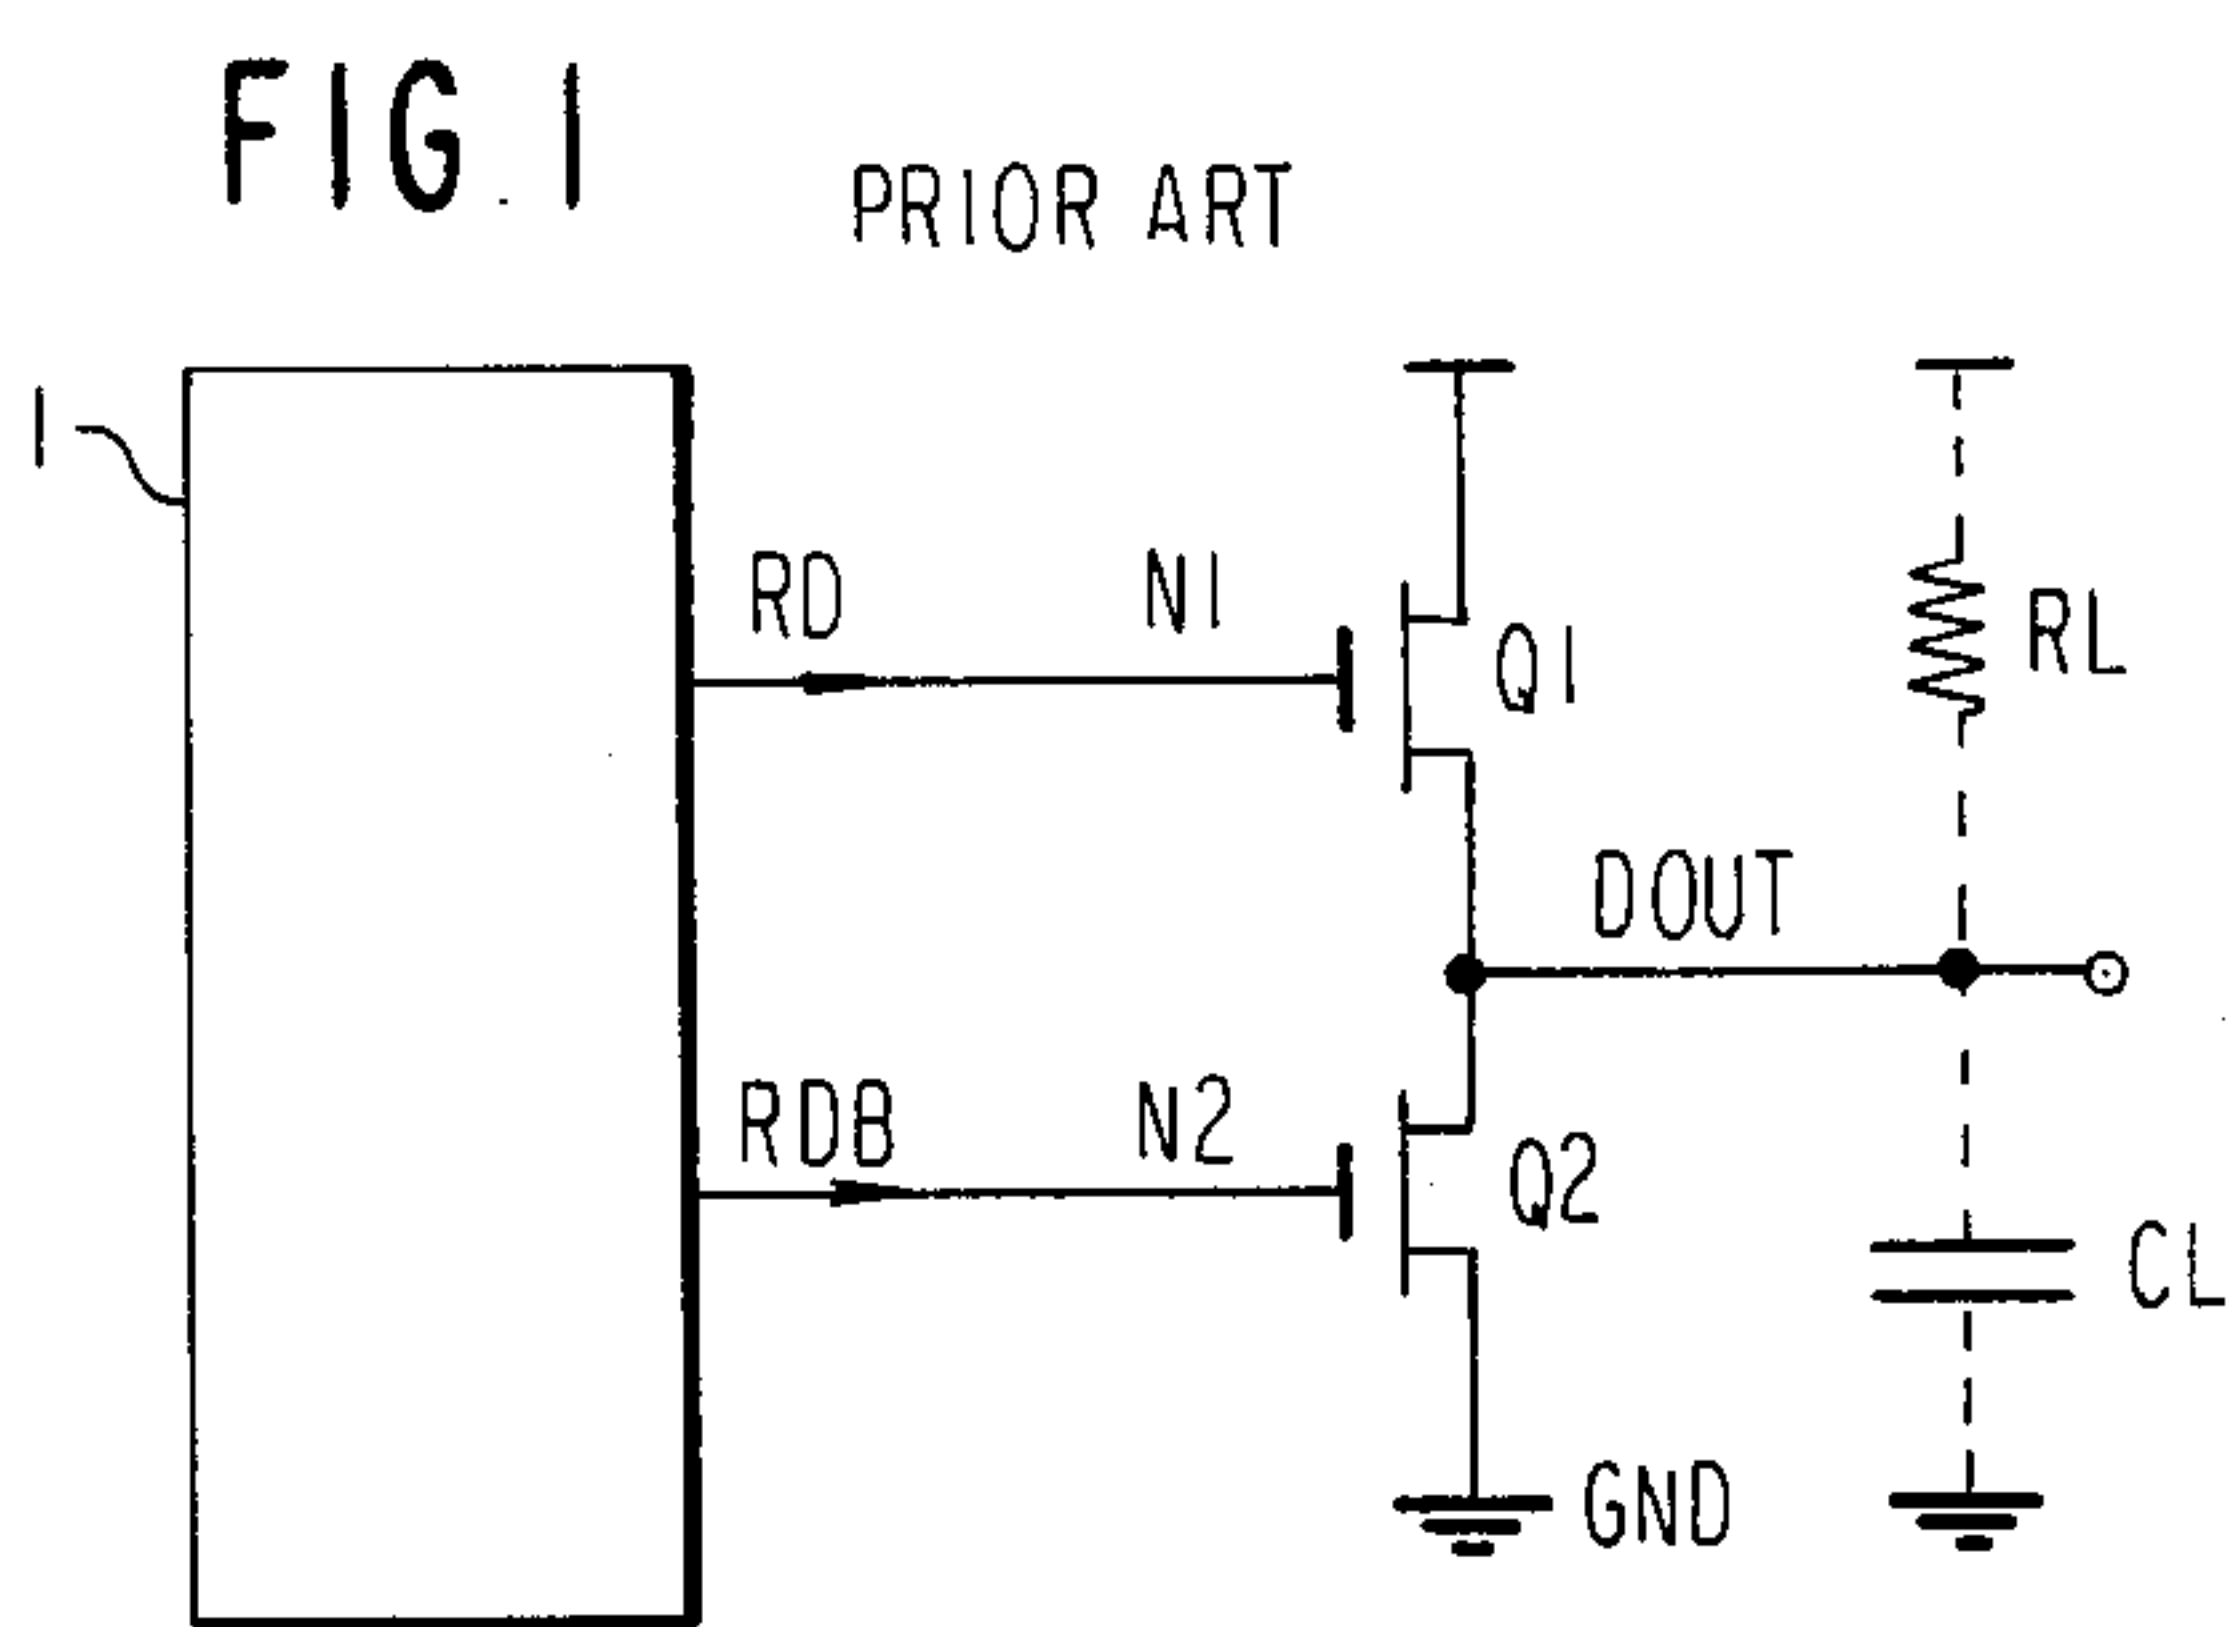 FIG. 1
PRIOR ART
1
RD
N1
Q1
RL
DOUT
RDB
N2
Q2
CL
GND